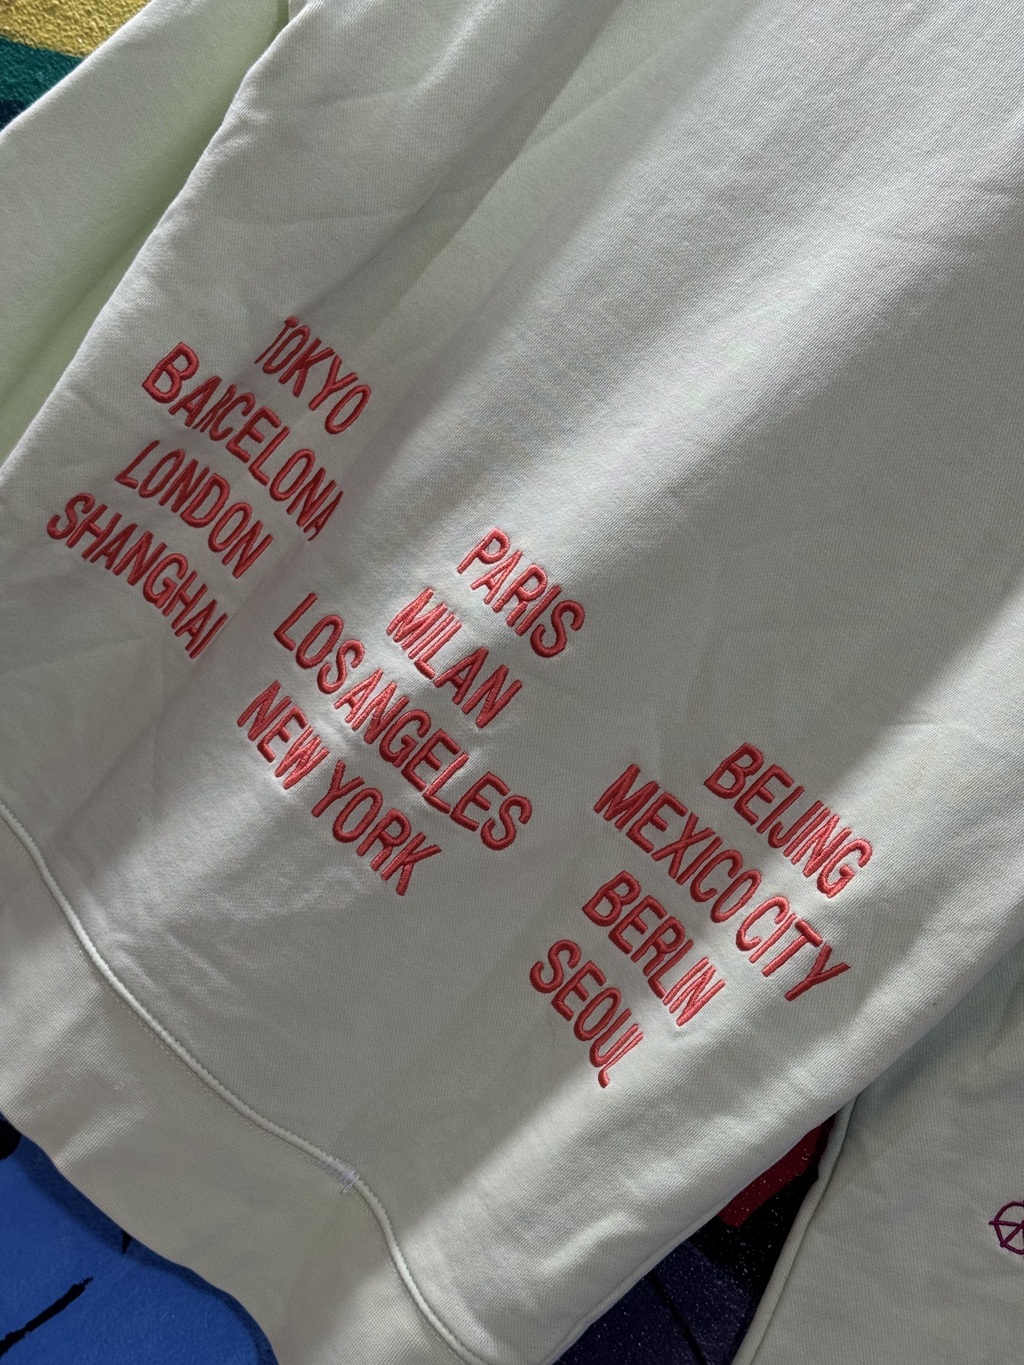 TOKYO
BARCELONA
LONDON
SHANGHAI
PARIS
MILAN
LOS ANGELES
NEW YORK
BEIJING
MEXICO CITY
BERLIN
SEOUL